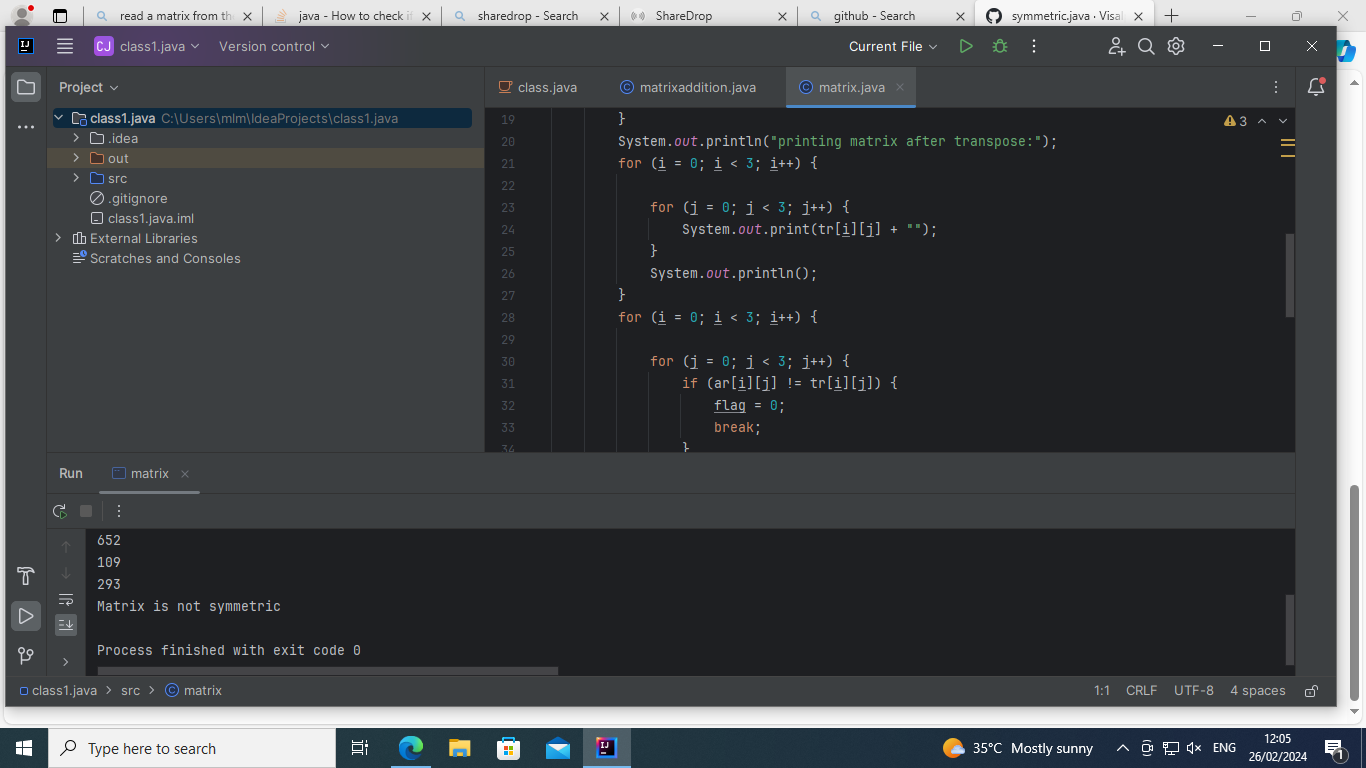 read a matrix from th
java - How to check if
sharedrop - Search
ShareDrop
github - Search
symmetric.java · Visa
CJ class1.java Version control
Current File
Project
class1.java C:\Users\mlm\IdeaProjects\class1.java
.idea
out
src
.gitignore
class1.java.iml
External Libraries
Scratches and Consoles
class.java matrixaddition.java matrix.java
3
19 }
20 System.out.println("printing matrix after transpose:");
21 for (i = 0; i < 3; i++) {
22
23 for (j = 0; j < 3; j++) {
24 System.out.print(tr[i][j] + "");
25 }
26 System.out.println();
27 }
28 for (i = 0; i < 3; i++) {
29
30 for (j = 0; j < 3; j++) {
31 if (ar[i][j] != tr[i][j]) {
32 flag = 0;
33 break;
34 }
Run matrix
652
109
293
Matrix is not symmetric
Process finished with exit code 0
class1.java > src > matrix
1:1 CRLF UTF-8 4 spaces
Type here to search
35°C Mostly sunny
ENG
12:05
26/02/2024
1